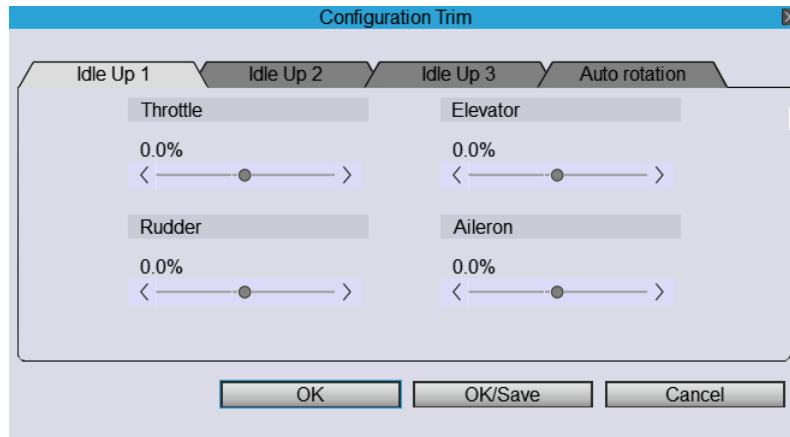 Configuration Trim
Idle Up 1 Idle Up 2 Idle Up 3 Auto rotation
Throttle Elevator
0.0% 0.0%
Rudder Aileron
0.0% 0.0%
OK OK/Save Cancel